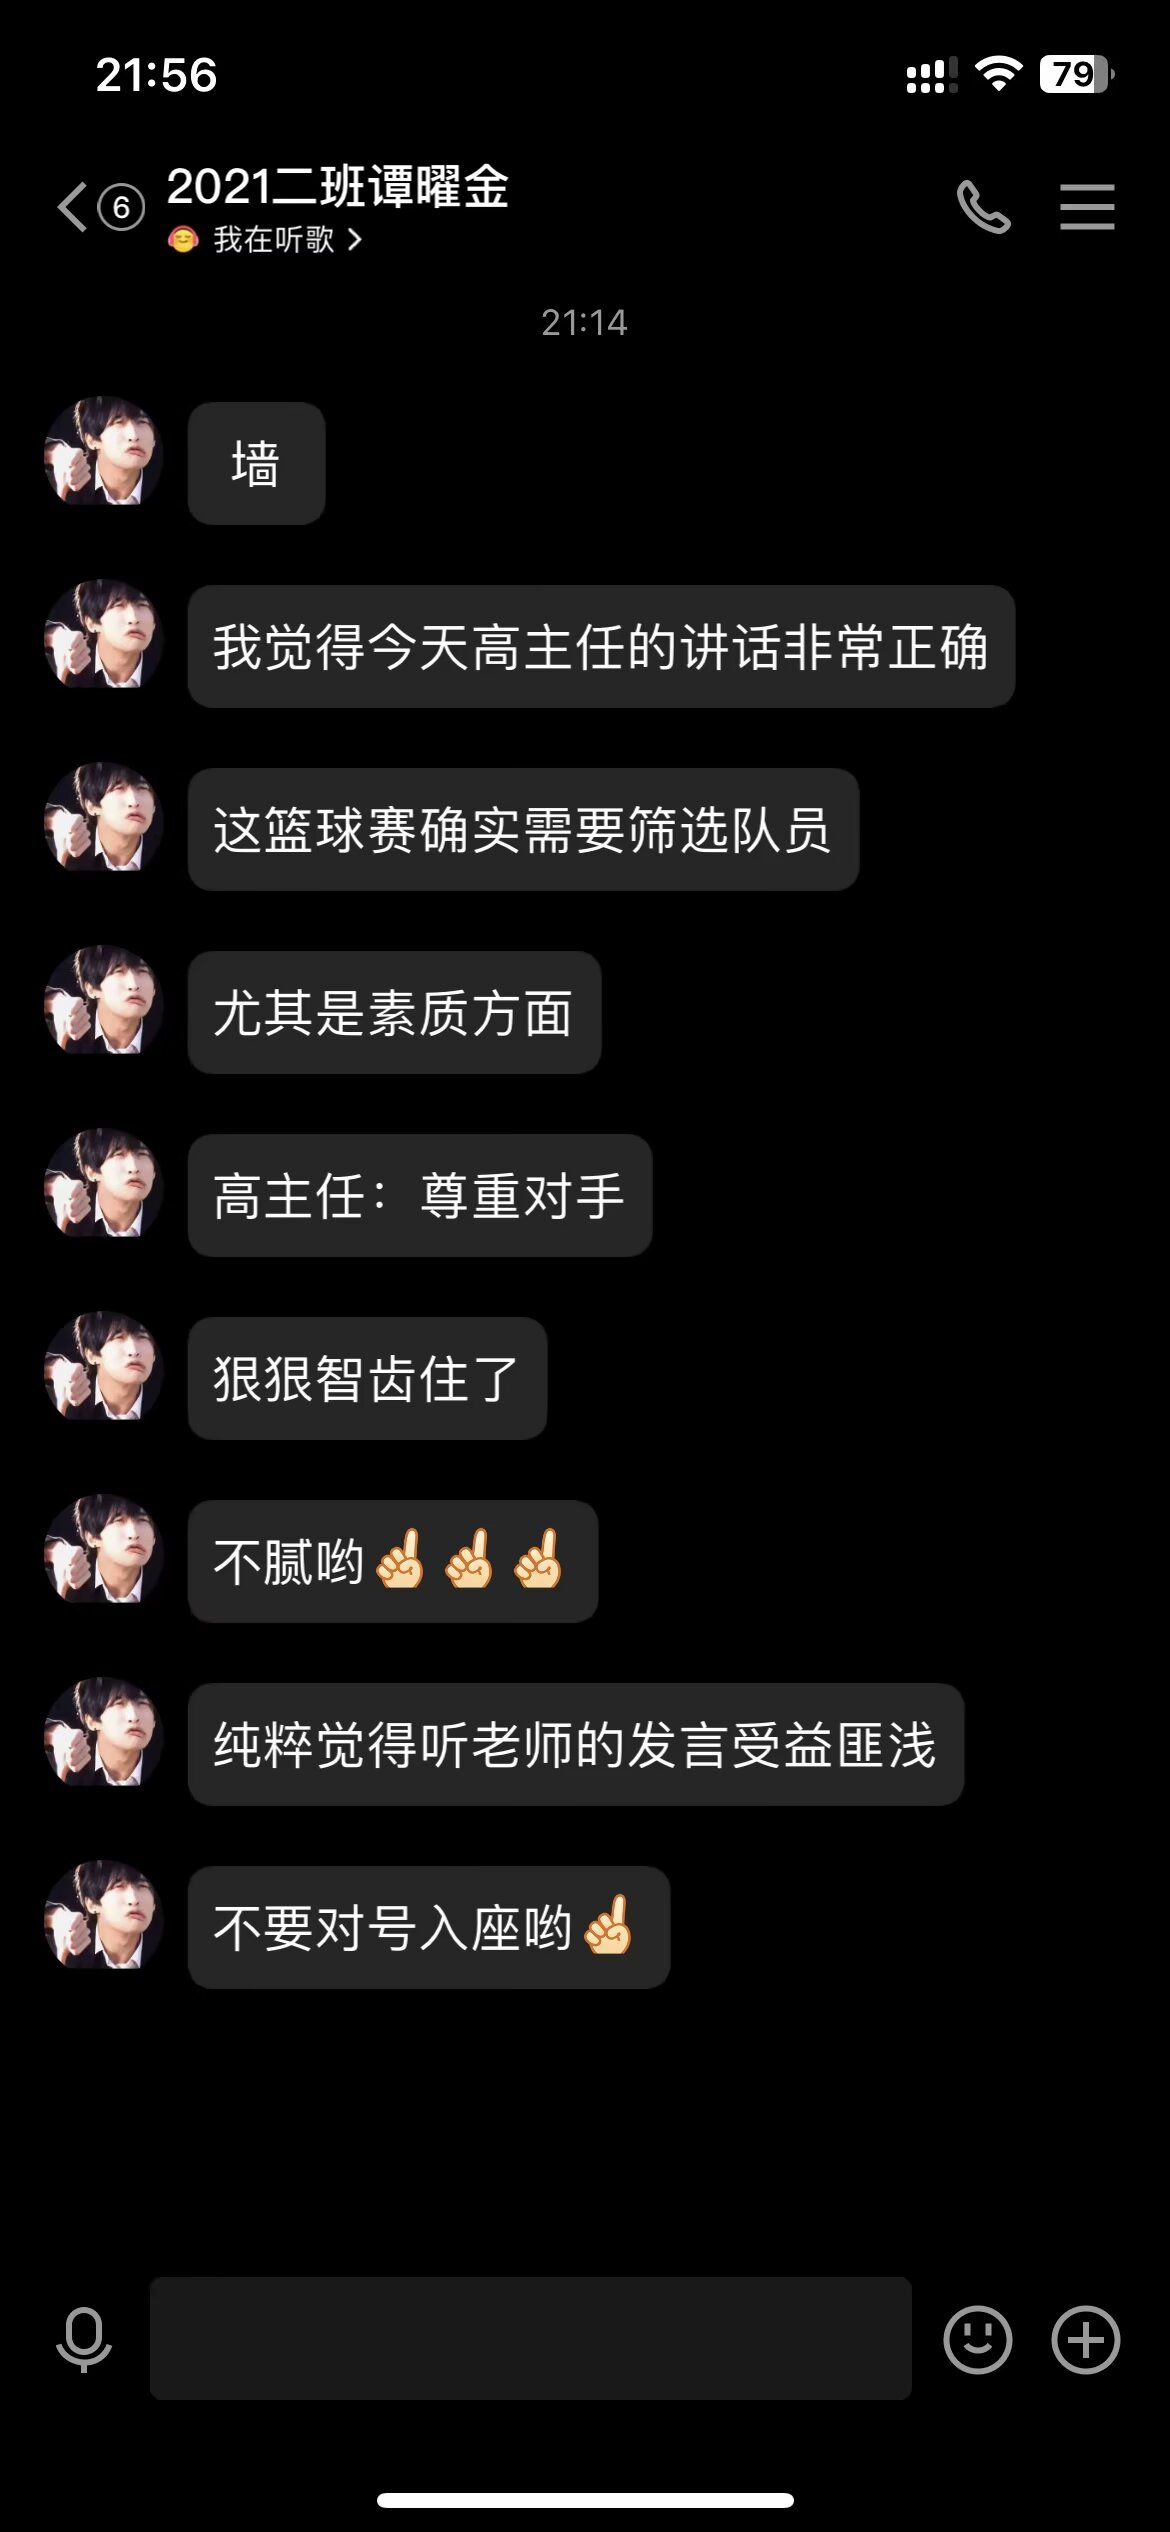 21:56
79
6
2021二班谭曜金
我在听歌
21:14
墙
我觉得今天高主任的讲话非常正确
这篮球赛确实需要筛选队员
尤其是素质方面
高主任：尊重对手
狠狠智齿住了
不腻哟☝☝☝
纯粹觉得听老师的发言受益匪浅
不要对号入座哟☝